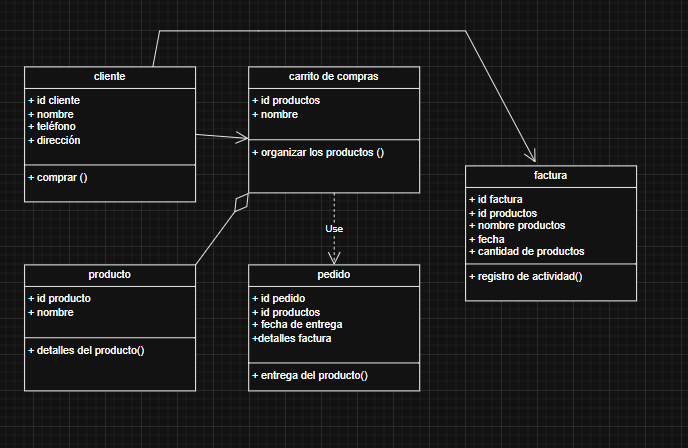 cliente
+ id cliente
+ nombre
+ teléfono
+ dirección
+ comprar ()
carrito de compras
+ id productos
+ nombre
+ organizar los productos ()
factura
+ id factura
+ id productos
+ nombre productos
+ fecha
+ cantidad de productos
+ registro de actividad()
Use
producto
+ id producto
+ nombre
+ detalles del producto()
pedido
+ id pedido
+ id productos
+ fecha de entrega
+detalles factura
+ entrega del producto()